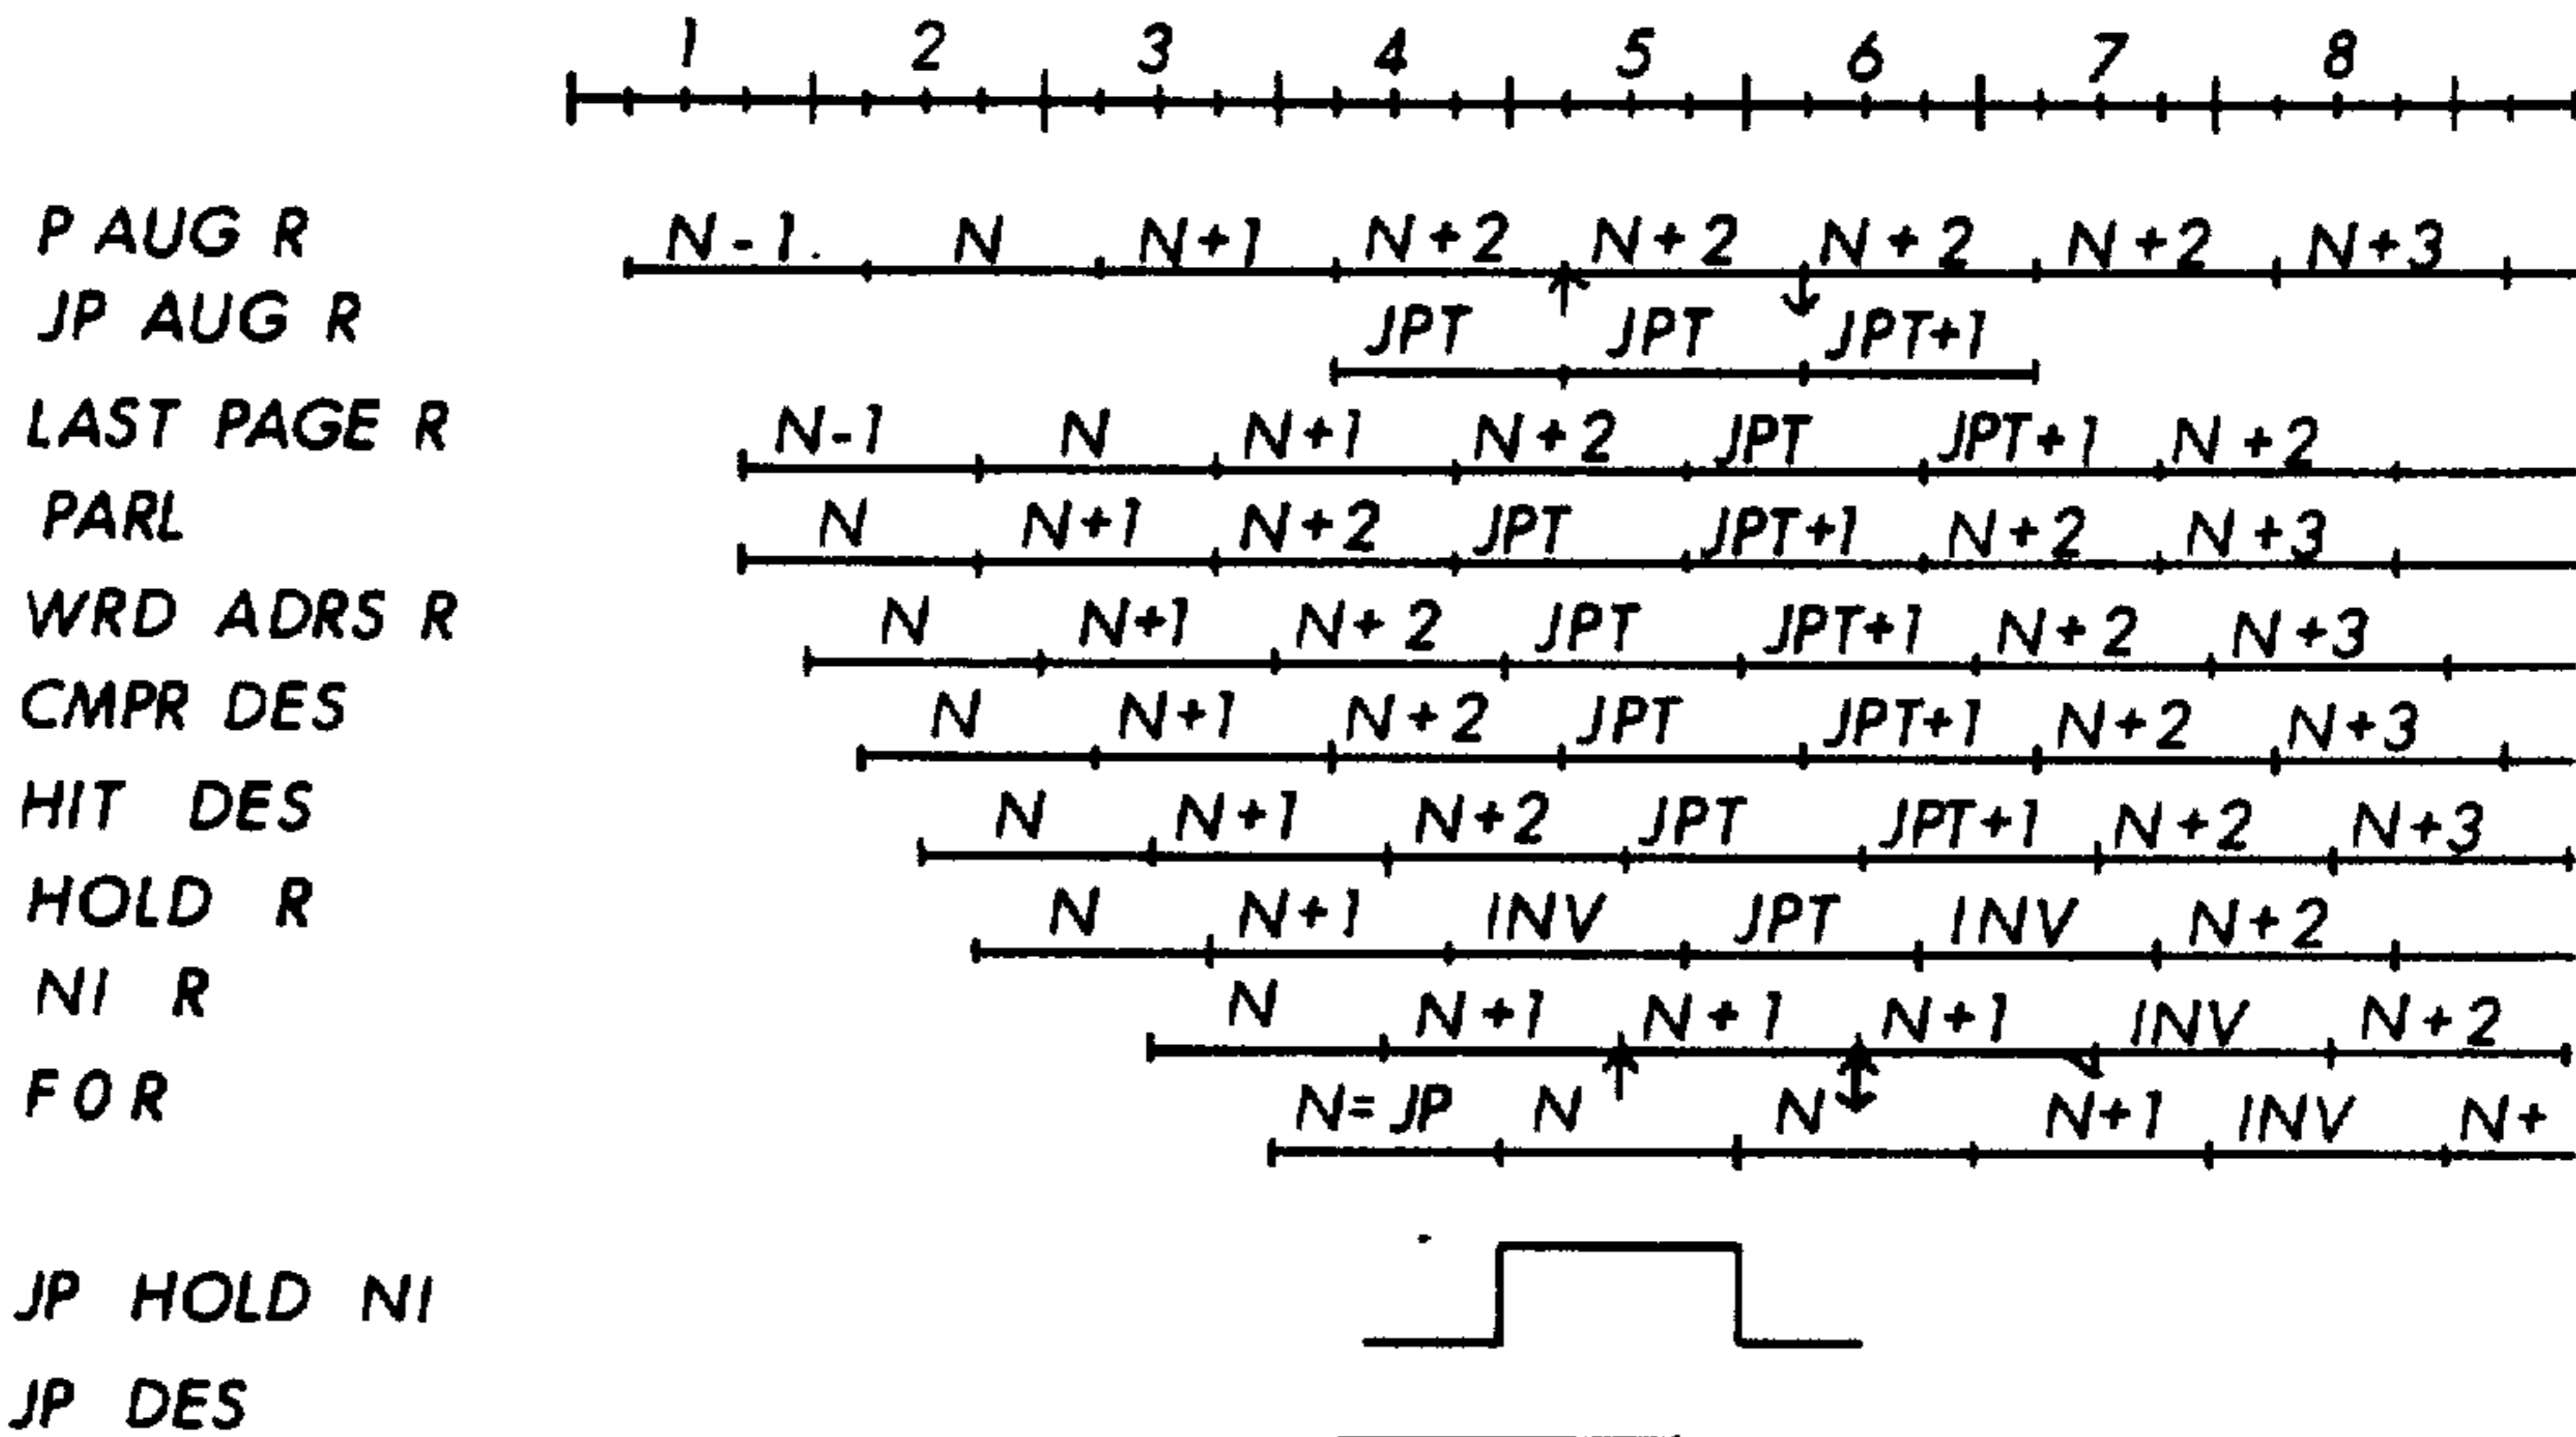 1 2 3 4 5 6 7 8
P AUG R N-1 N N+1 N+2 N+2 N+2 N+2 N+3
JP AUG R JPT JPT JPT+1
LAST PAGE R N-1 N N+1 N+2 JPT JPT+1 N+2
PARL N N+1 N+2 JPT JPT+1 N+2 N+3
WRD ADRS R N N+1 N+2 JPT JPT+1 N+2 N+3
CMPR DES N N+1 N+2 JPT JPT+1 N+2 N+3
HIT DES N N+1 N+2 JPT JPT+1 N+2 N+3
HOLD R N N+1 INV JPT INV N+2
NI R N N+1 N+1 N+1 INV N+2
FOR N=JP N N N+1 INV N+
JP HOLD NI
JP DES